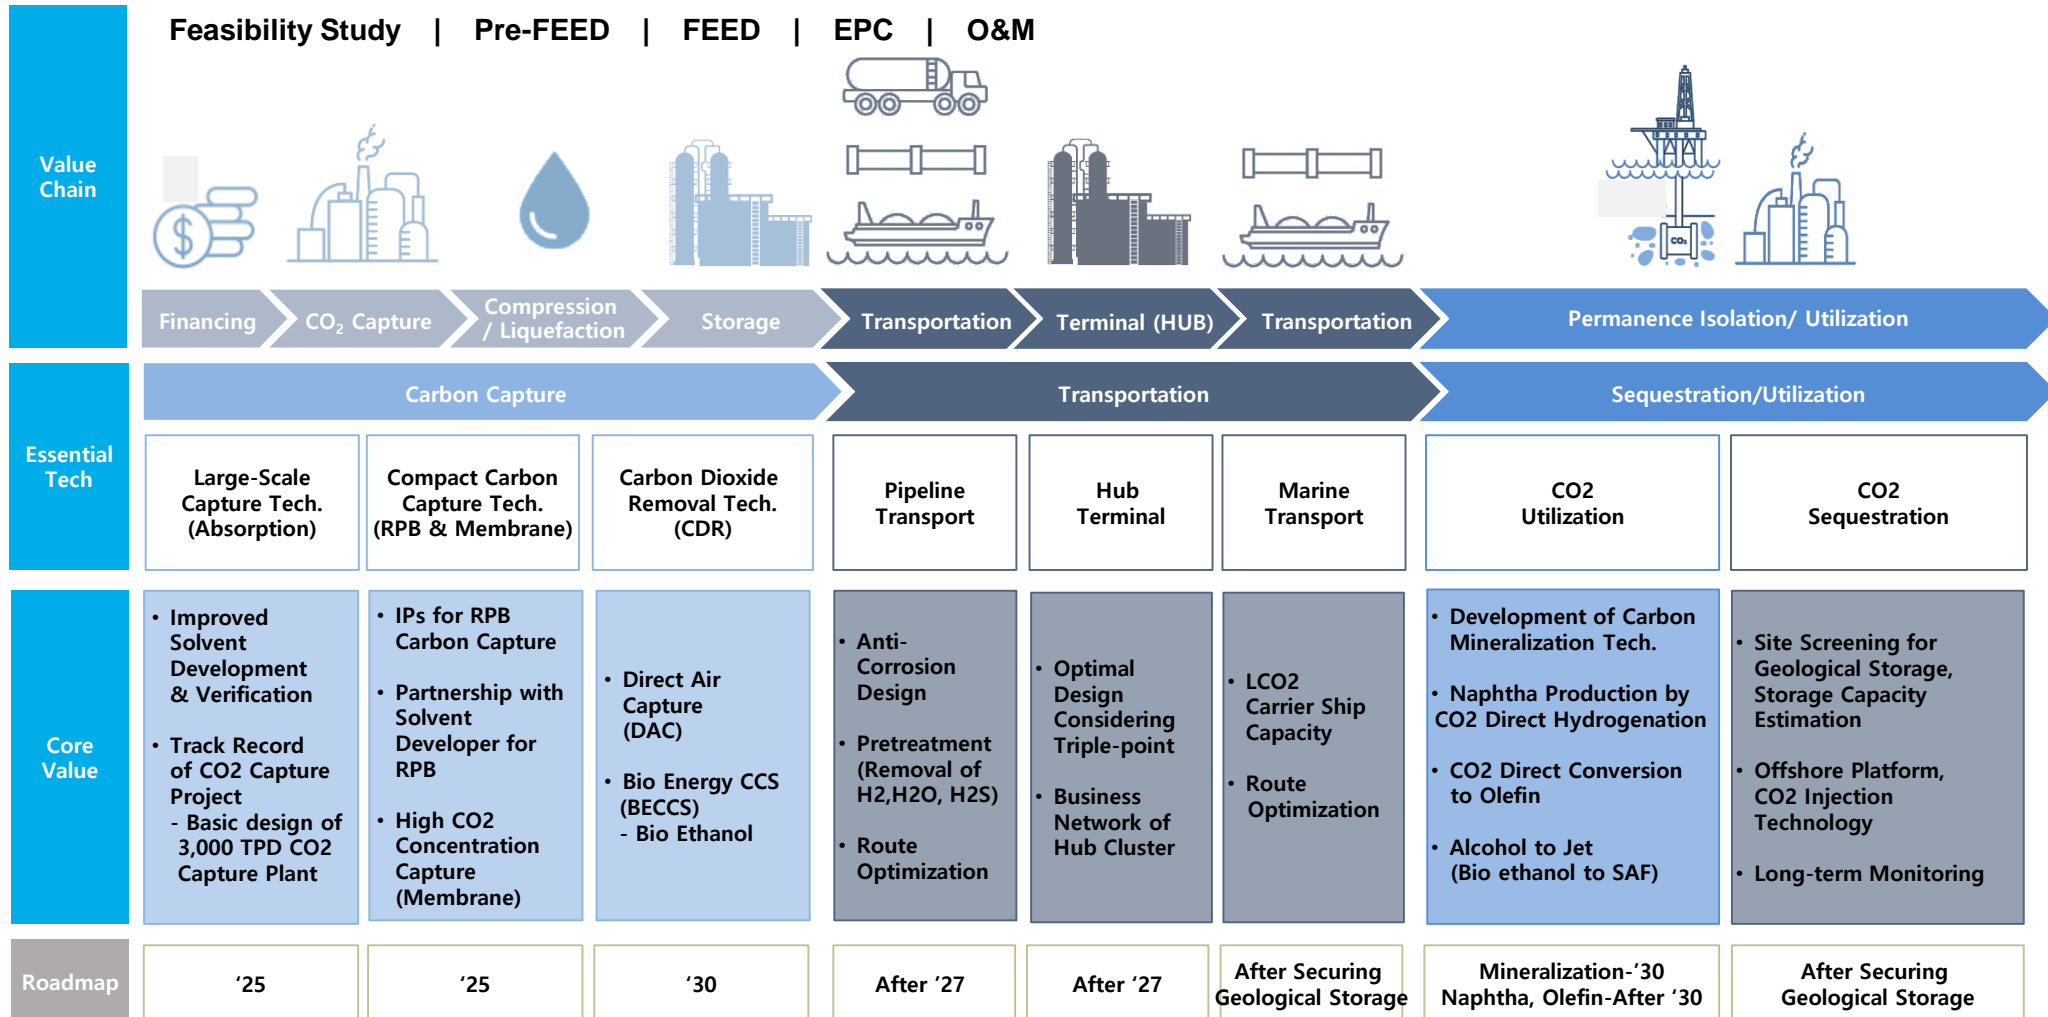 Feasibility Study | Pre-FEED | FEED | EPC | O&M
Value
Chain
CO₂
Financing
CO₂ Capture
Compression
/ Liquefaction
Storage
Transportation
Terminal (HUB)
Transportation
Permanence Isolation/ Utilization
Essential
Tech
Carbon Capture
Transportation
Sequestration/Utilization
Large-Scale
Capture Tech.
(Absorption)
Compact Carbon
Capture Tech.
(RPB & Membrane)
Carbon Dioxide
Removal Tech.
(CDR)
Pipeline
Transport
Hub
Terminal
Marine
Transport
CO2
Utilization
CO2
Sequestration
Core
Value
• Improved
Solvent
Development
& Verification
• Track Record
of CO2 Capture
Project
- Basic design of
3,000 TPD CO2
Capture Plant
• IPs for RPB
Carbon Capture
• Partnership with
Solvent
Developer for
RPB
• High CO2
Concentration
Capture
(Membrane)
• Direct Air
Capture
(DAC)
• Bio Energy CCS
(BECCS)
- Bio Ethanol
• Anti-
Corrosion
Design
• Pretreatment
(Removal of
H2,H2O, H2S)
• Route
Optimization
• Optimal
Design
Considering
Triple-point
• Business
Network of
Hub Cluster
• LCO2
Carrier Ship
Capacity
• Route
Optimization
• Development of Carbon
Mineralization Tech.
• Naphtha Production by
CO2 Direct Hydrogenation
• CO2 Direct Conversion
to Olefin
• Alcohol to Jet
(Bio ethanol to SAF)
• Site Screening for
Geological Storage,
Storage Capacity
Estimation
• Offshore Platform,
CO2 Injection
Technology
• Long-term Monitoring
Roadmap
‘25
‘25
‘30
After ’27
After ‘27
After Securing
Geological Storage
Mineralization-’30
Naphtha, Olefin-After ‘30
After Securing
Geological Storage